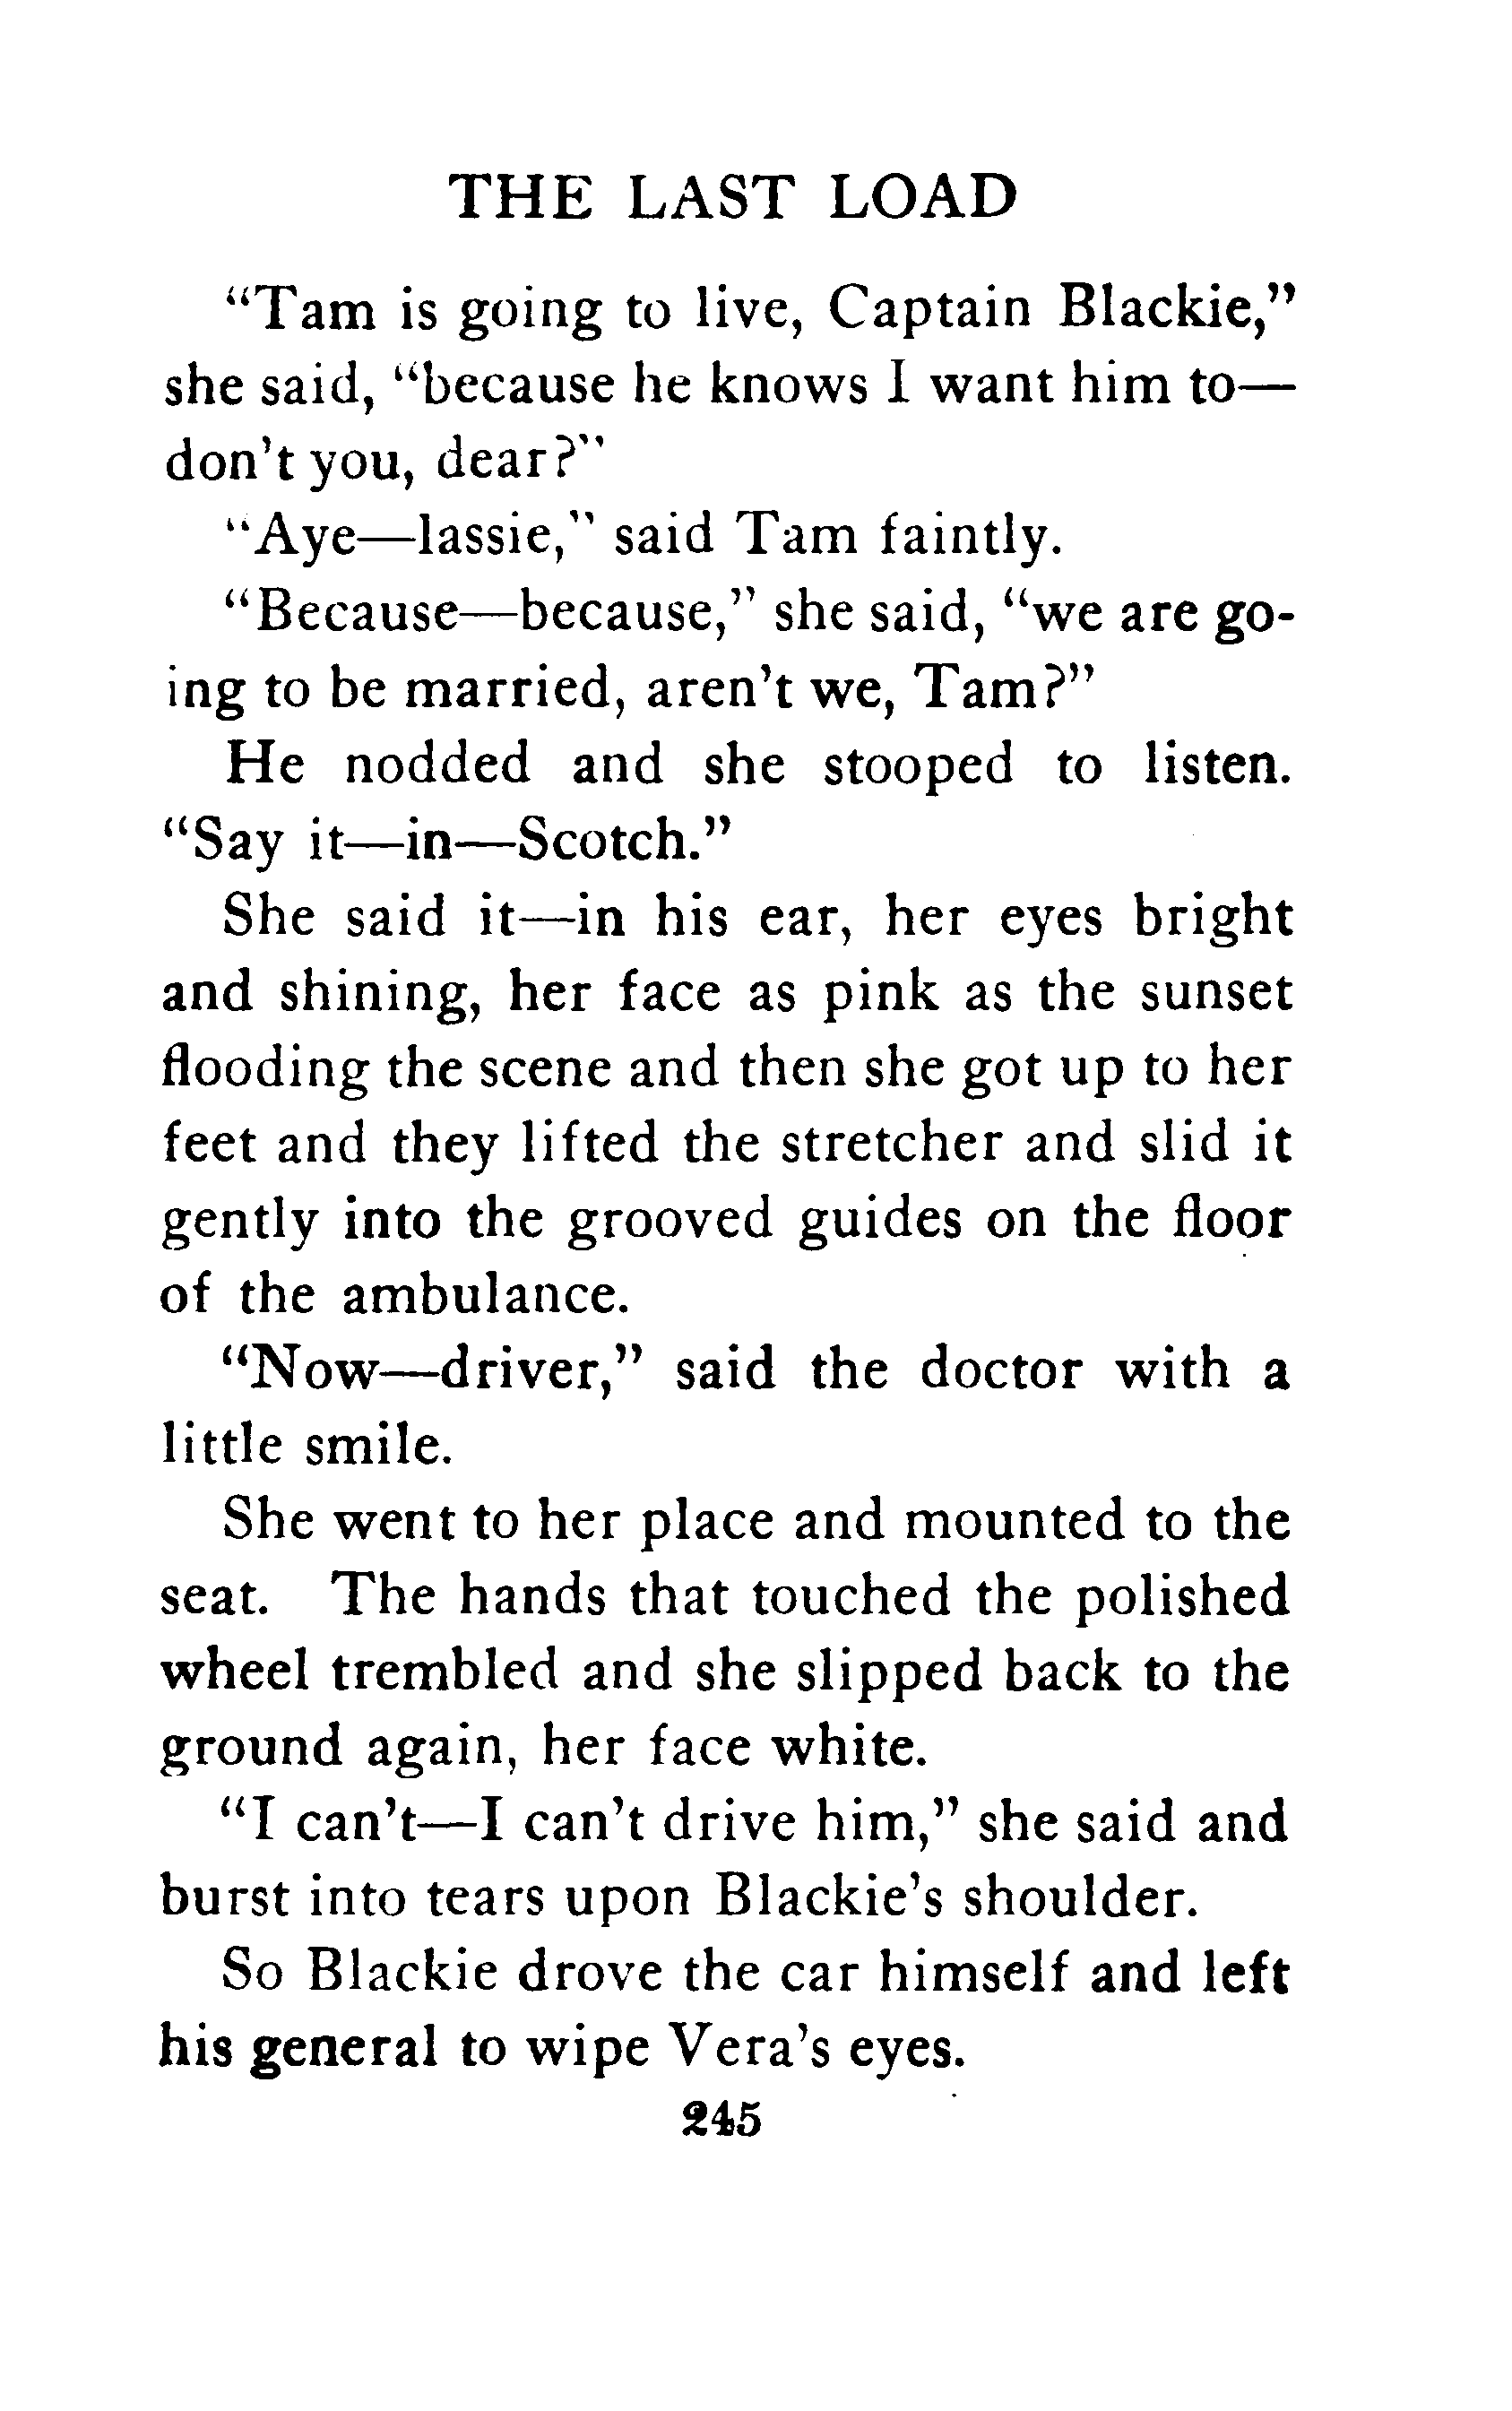 THE LAST LOAD
"Tam is going to live, Captain Blackie,"
she said, "because he knows I want him to—
don't you, dear?"
"Aye—lassie," said Tam faintly.
"Because—because," she said, "we are go-
ing to be married, aren't we, Tam?"
He nodded and she stooped to listen.
"Say it—in—Scotch."
She said it—in his ear, her eyes bright
and shining, her face as pink as the sunset
flooding the scene and then she got up to her
feet and they lifted the stretcher and slid it
gently into the grooved guides on the floor
of the ambulance.
"Now—driver," said the doctor with a
little smile.
She went to her place and mounted to the
seat. The hands that touched the polished
wheel trembled and she slipped back to the
ground again, her face white.
"I can't—I can't drive him," she said and
burst into tears upon Blackie's shoulder.
So Blackie drove the car himself and left
his general to wipe Vera's eyes.
245